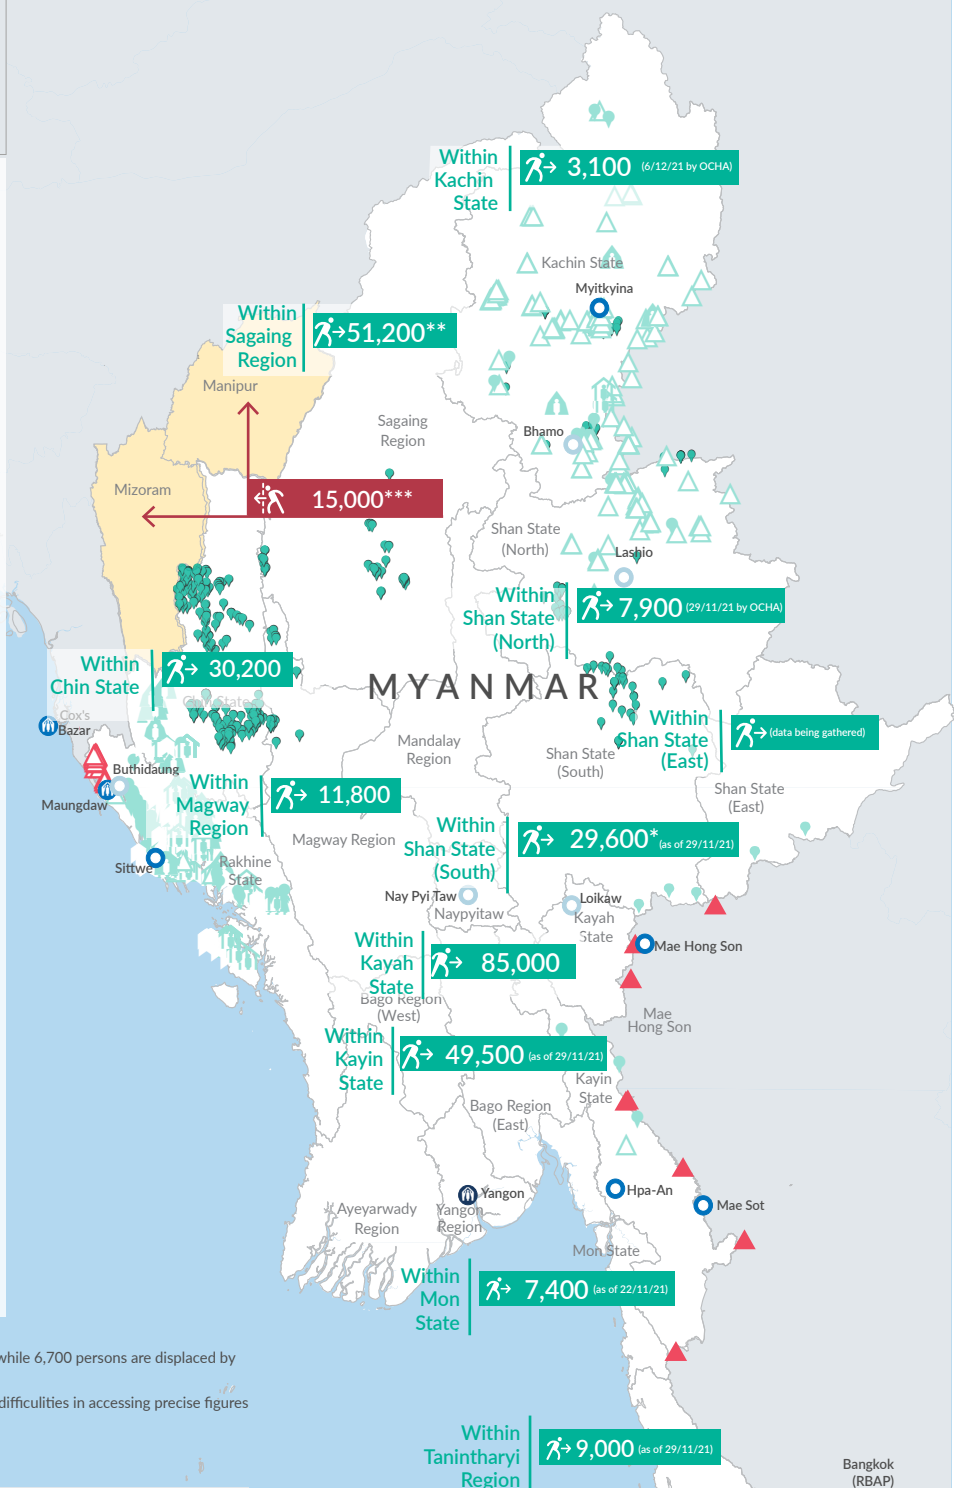 Within
Kachin
State
3,100 (6/12/21 by OCHA)
Kachin State
Myitkyina
Within
Sagaing
Region
51,200**
Manipur
Sagaing
Region
Bhamo
Mizoram
15,000***
Shan State
(North)
Lashio
Within
Shan State
(North)
7,900 (29/11/21 by OCHA)
Within
Chin State
30,200
Chin State
MYANMAR
Cox's
Bazar
Within
Shan State
(East)
(data being gathered)
Mandalay
Region
Shan State
(South)
Buthidaung
Maungdaw
Within
Magway
Region
11,800
Shan State
(East)
Magway Region
Within
Shan State
(South)
29,600* (as of 29/11/21)
Sittwe
Rakhine
State
Nay Pyi Taw
Naypyitaw
Loikaw
Kayah
State
Mae Hong Son
Within
Kayah
State
85,000
Bago Region
(West)
Mae
Hong Son
Within
Kayin
State
49,500 (as of 29/11/21)
Kayin
State
Bago Region
(East)
Yangon
Yangon
Region
Ayeyarwady
Region
Hpa-An
Mae Sot
Mon State
Within
Mon
State
7,400 (as of 22/11/21)
while 6,700 persons are displaced by
difficulities in accessing precise figures
Within
Tanintharyi
Region
9,000 (as of 29/11/21)
Bangkok
(RBAP)